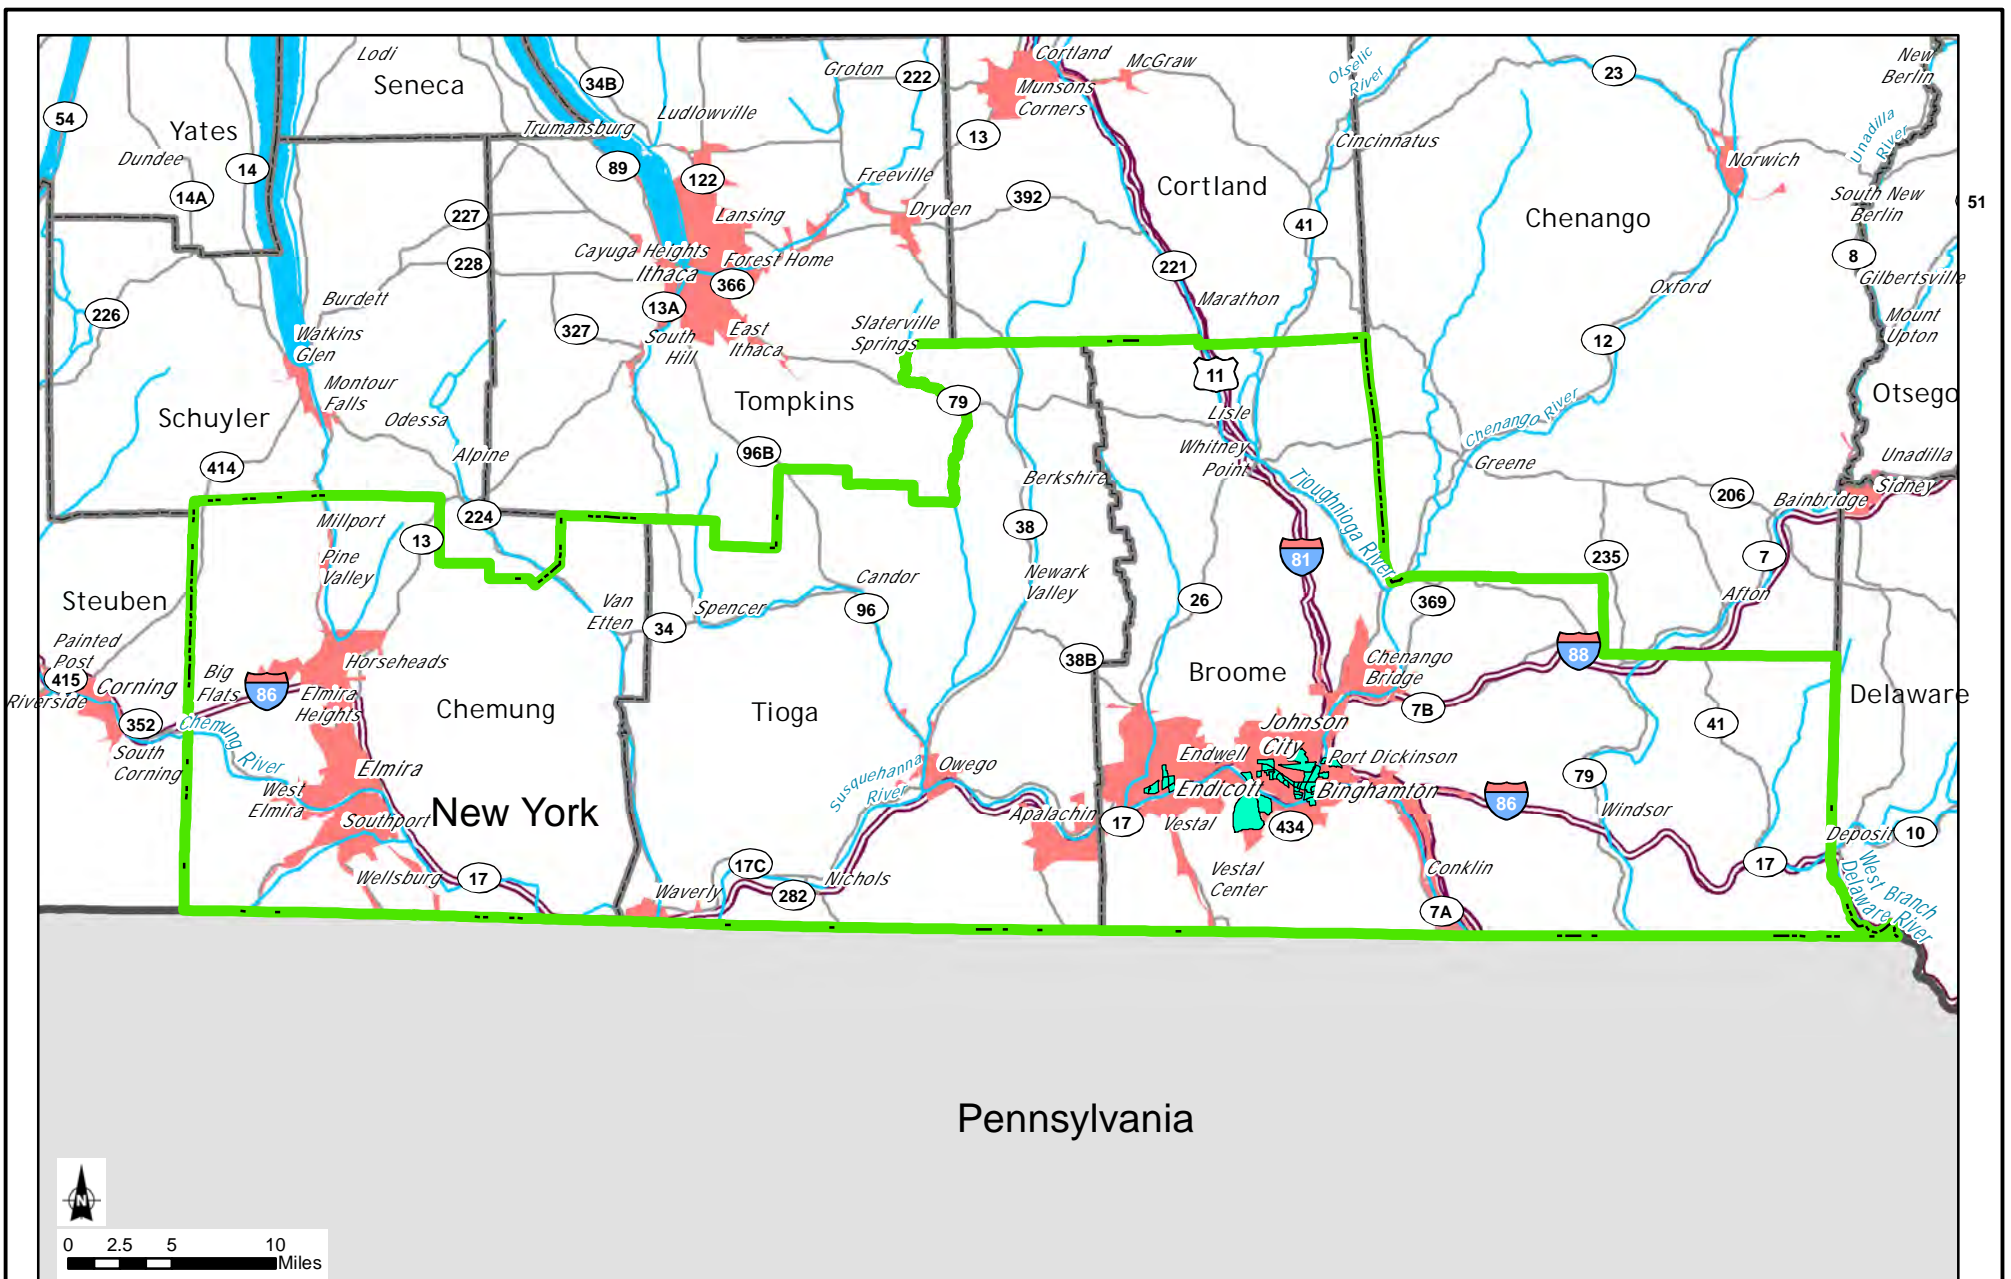 Lodi
Seneca
34B
Groton
222
Cortland
McGraw
Otselic
River
23
New
Berlin
54
Yates
Dundee
14
14A
Trumansburg
Ludlowville
89
122
Munsons
Corners
13
Cincinnatus
Unadilla
River
Norwich
Freeville
Dryden
392
Cortland
41
Chenango
South New
Berlin
51
227
228
Lansing
Cayuga Heights
Forest Home
Ithaca
366
13A
221
Marathon
Oxford
8
Gilbertsville
Mount
Upton
226
Burdett
Watkins
Glen
327
South
Hill
East
Ithaca
Slaterville
Springs
12
11
Otsego
Montour
Falls
Schuyler
Odessa
Alpine
Tompkins
79
96B
Lisle
Whitney
Point
Chenango River
Greene
Unadilla
Sidney
414
Berkshire
Tioughnioga River
206
Bainbridge
Millport
224
13
38
81
235
7
Pine
Valley
Steuben
Candor
96
Newark
Valley
26
369
Afton
Van
Etten
34
Spencer
88
Painted
Post
415
Riverside
Corning
Big
Flats
86
Horseheads
Elmira
Heights
38B
Broome
Chenango
Bridge
7B
Delaware
352
South
Corning
Chemung River
Chemung
Tioga
Johnson
City
41
West
Elmira
Elmira
New York
Southport
Susquehanna
River
Owego
Endwell
Port Dickinson
Endicott
Binghamton
79
86
Windsor
Apalachin
17
Vestal
434
Deposit
10
Wellsburg
17
17C
282
Nichols
Waverly
Vestal
Center
Conklin
7A
17
West Branch
Delaware River
Pennsylvania
N
0 2.5 5 10
Miles